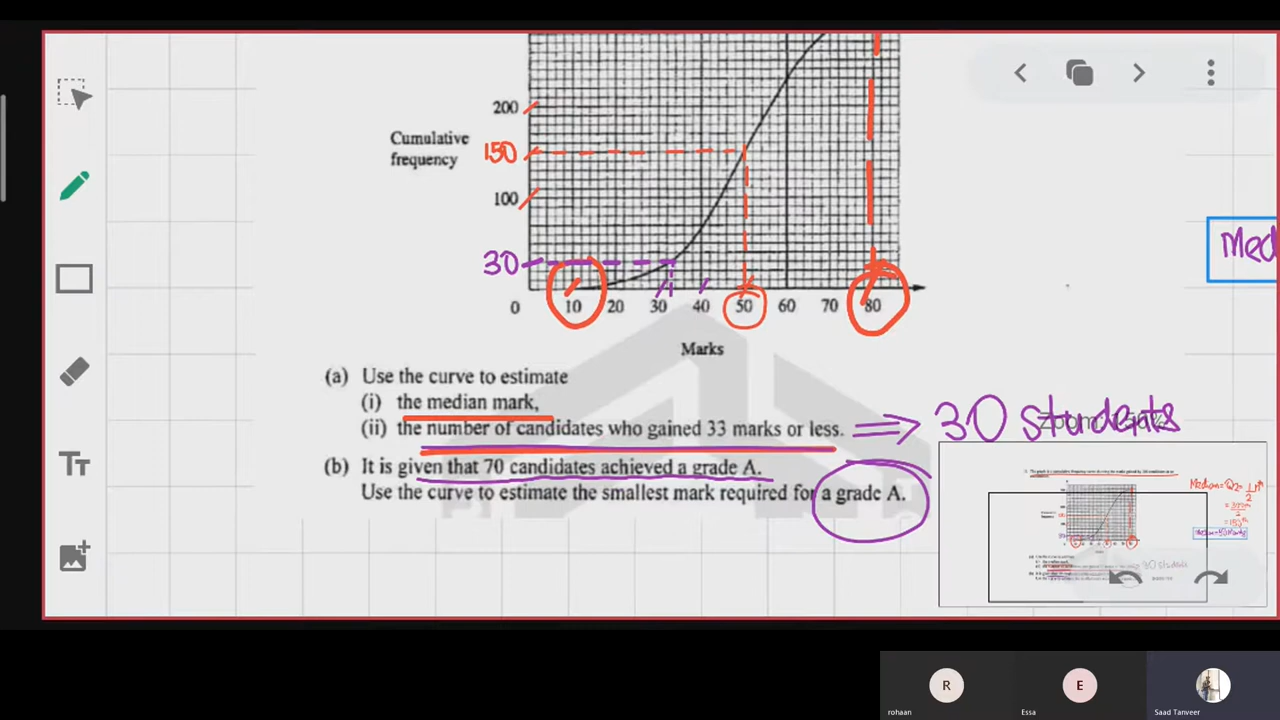 200
Cumulative
frequency
150
100
30
0 10 20 30 40 50 60 70 80
Marks
Med
(a) Use the curve to estimate
(i) the median mark,
(ii) the number of candidates who gained 33 marks or less. ⇒ 30 students
(b) It is given that 70 candidates achieved a grade A.
Use the curve to estimate the smallest mark required for a grade A.
30 students
Tт
R
E
rohaan
Essa
Saad Tanveer